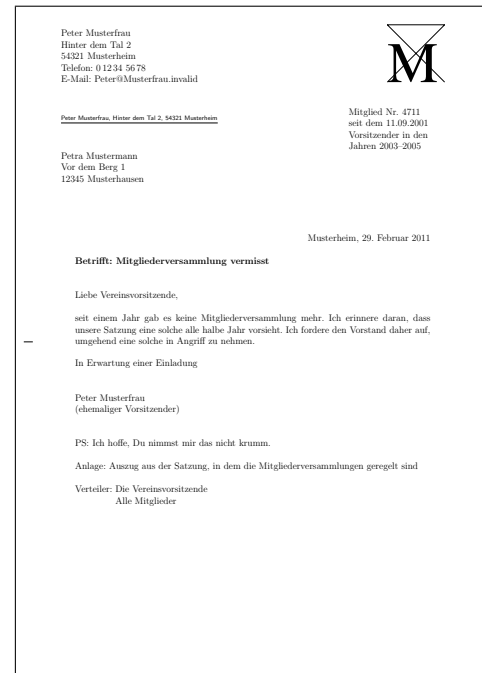 Peter Musterfrau
Hinter dem Tal 2
54321 Musterheim
Telefon: 0 12 34 56 78
E-Mail: Peter@Musterfrau.invalid
M
Peter Musterfrau, Hinter dem Tal 2, 54321 Musterheim
Mitglied Nr. 4711
seit dem 11.09.2001
Vorsitzender in den
Jahren 2003–2005
Petra Mustermann
Vor dem Berg 1
12345 Musterhausen
Musterheim, 29. Februar 2011
Betrifft: Mitgliederversammlung vermisst
Liebe Vereinsvorsitzende,
seit einem Jahr gab es keine Mitgliederversammlung mehr. Ich erinnere daran, dass
unsere Satzung eine solche alle halbe Jahr vorsieht. Ich fordere den Vorstand daher auf,
umgehend eine solche in Angriff zu nehmen.
In Erwartung einer Einladung
Peter Musterfrau
(ehemaliger Vorsitzender)
PS: Ich hoffe, Du nimmst mir das nicht krumm.
Anlage: Auszug aus der Satzung, in dem die Mitgliederversammlungen geregelt sind
Verteiler: Die Vereinsvorsitzende
Alle Mitglieder